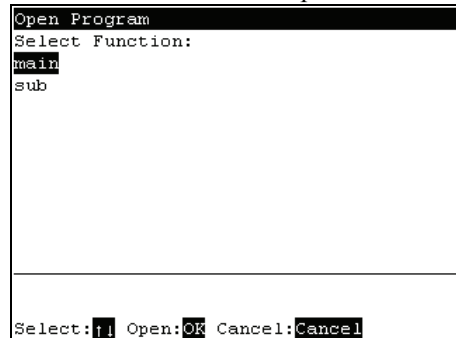 Open Program
Select Function:
main
sub
Select:↑↓ Open:OK Cancel:Cancel